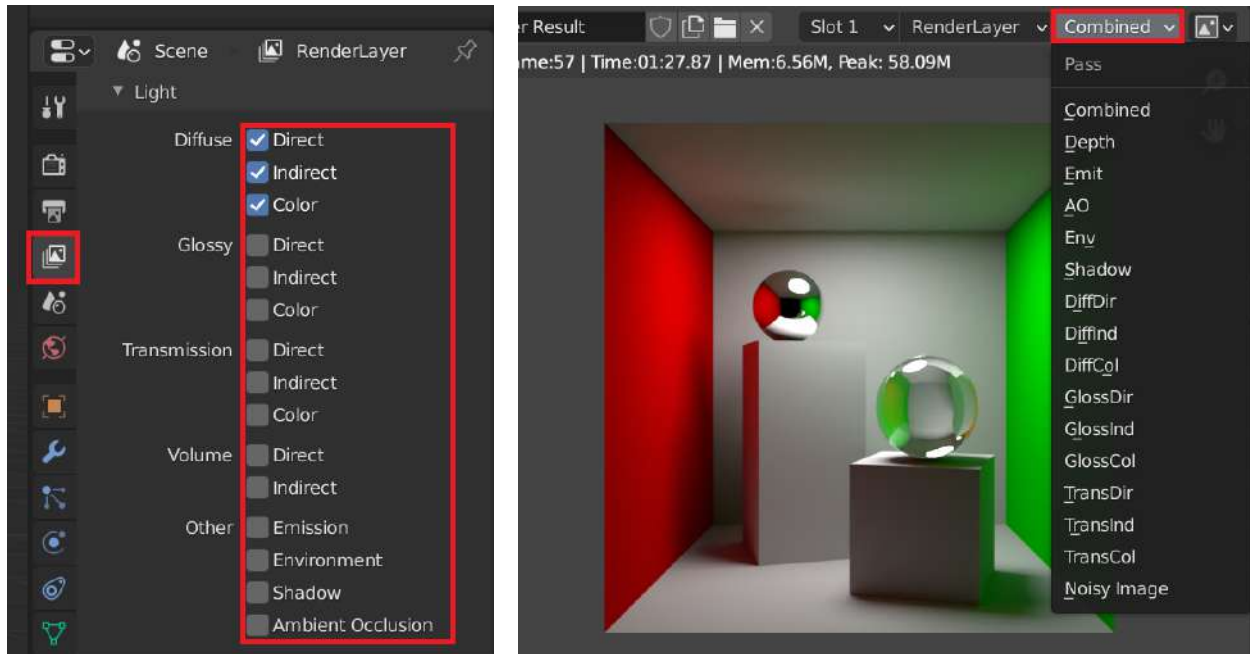 Scene RenderLayer
Light
Diffuse Direct
Indirect
Color
Glossy Direct
Indirect
Color
Transmission Direct
Indirect
Color
Volume Direct
Indirect
Other Emission
Environment
Shadow
Ambient Occlusion
er Result Slot 1 RenderLayer Combined
ame:57 | Time:01:27.87 | Mem:6.56M, Peak: 58.09M
Pass
Combined
Depth
Emit
AO
Env
Shadow
DiffDir
DiffInd
DiffCol
GlossDir
GlossInd
GlossCol
TransDir
TransInd
TransCol
Noisy Image